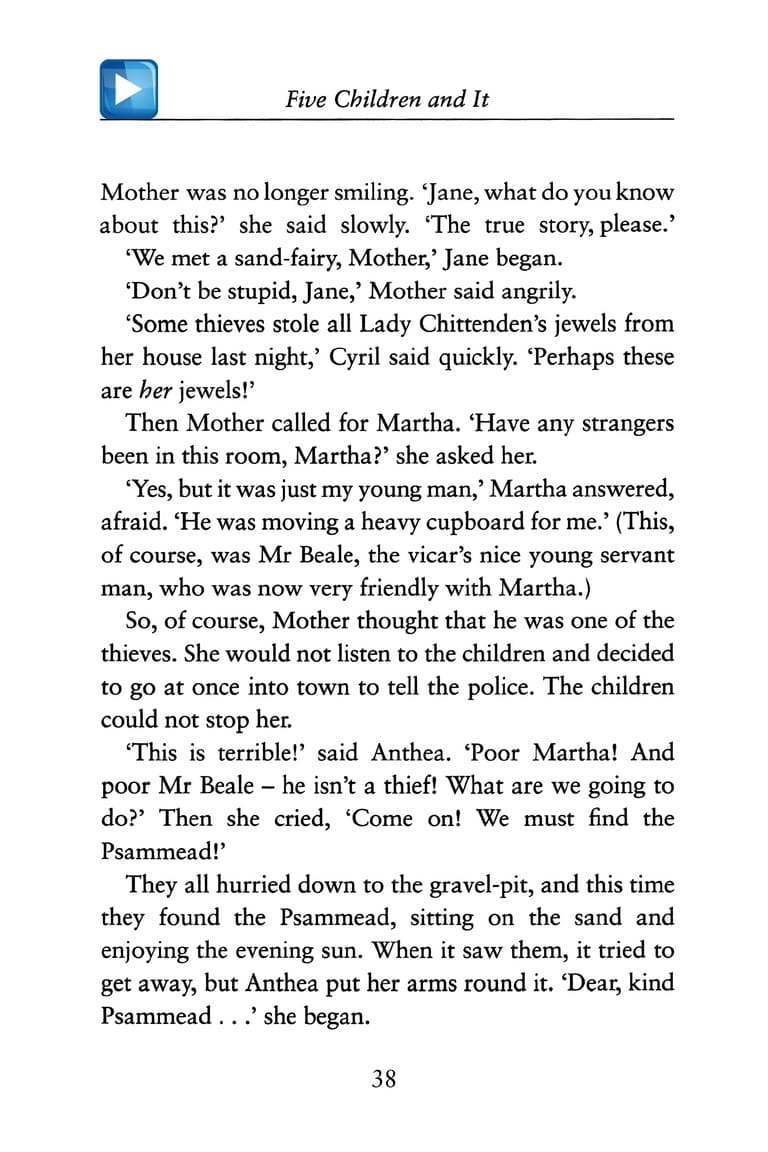 Five Children and It
Mother was no longer smiling. ‘Jane, what do you know
about this?’ she said slowly. ‘The true story, please.’
‘We met a sand-fairy, Mother,’ Jane began.
‘Don’t be stupid, Jane,’ Mother said angrily.
‘Some thieves stole all Lady Chittenden’s jewels from
her house last night,’ Cyril said quickly. ‘Perhaps these
are her jewels!’
Then Mother called for Martha. ‘Have any strangers
been in this room, Martha?’ she asked her.
‘Yes, but it was just my young man,’ Martha answered,
afraid. ‘He was moving a heavy cupboard for me.’ (This,
of course, was Mr Beale, the vicar’s nice young servant
man, who was now very friendly with Martha.)
So, of course, Mother thought that he was one of the
thieves. She would not listen to the children and decided
to go at once into town to tell the police. The children
could not stop her.
‘This is terrible!’ said Anthea. ‘Poor Martha! And
poor Mr Beale – he isn’t a thief! What are we going to
do?’ Then she cried, ‘Come on! We must find the
Psammead!’
They all hurried down to the gravel-pit, and this time
they found the Psammead, sitting on the sand and
enjoying the evening sun. When it saw them, it tried to
get away, but Anthea put her arms round it. ‘Dear, kind
Psammead . . .’ she began.
38